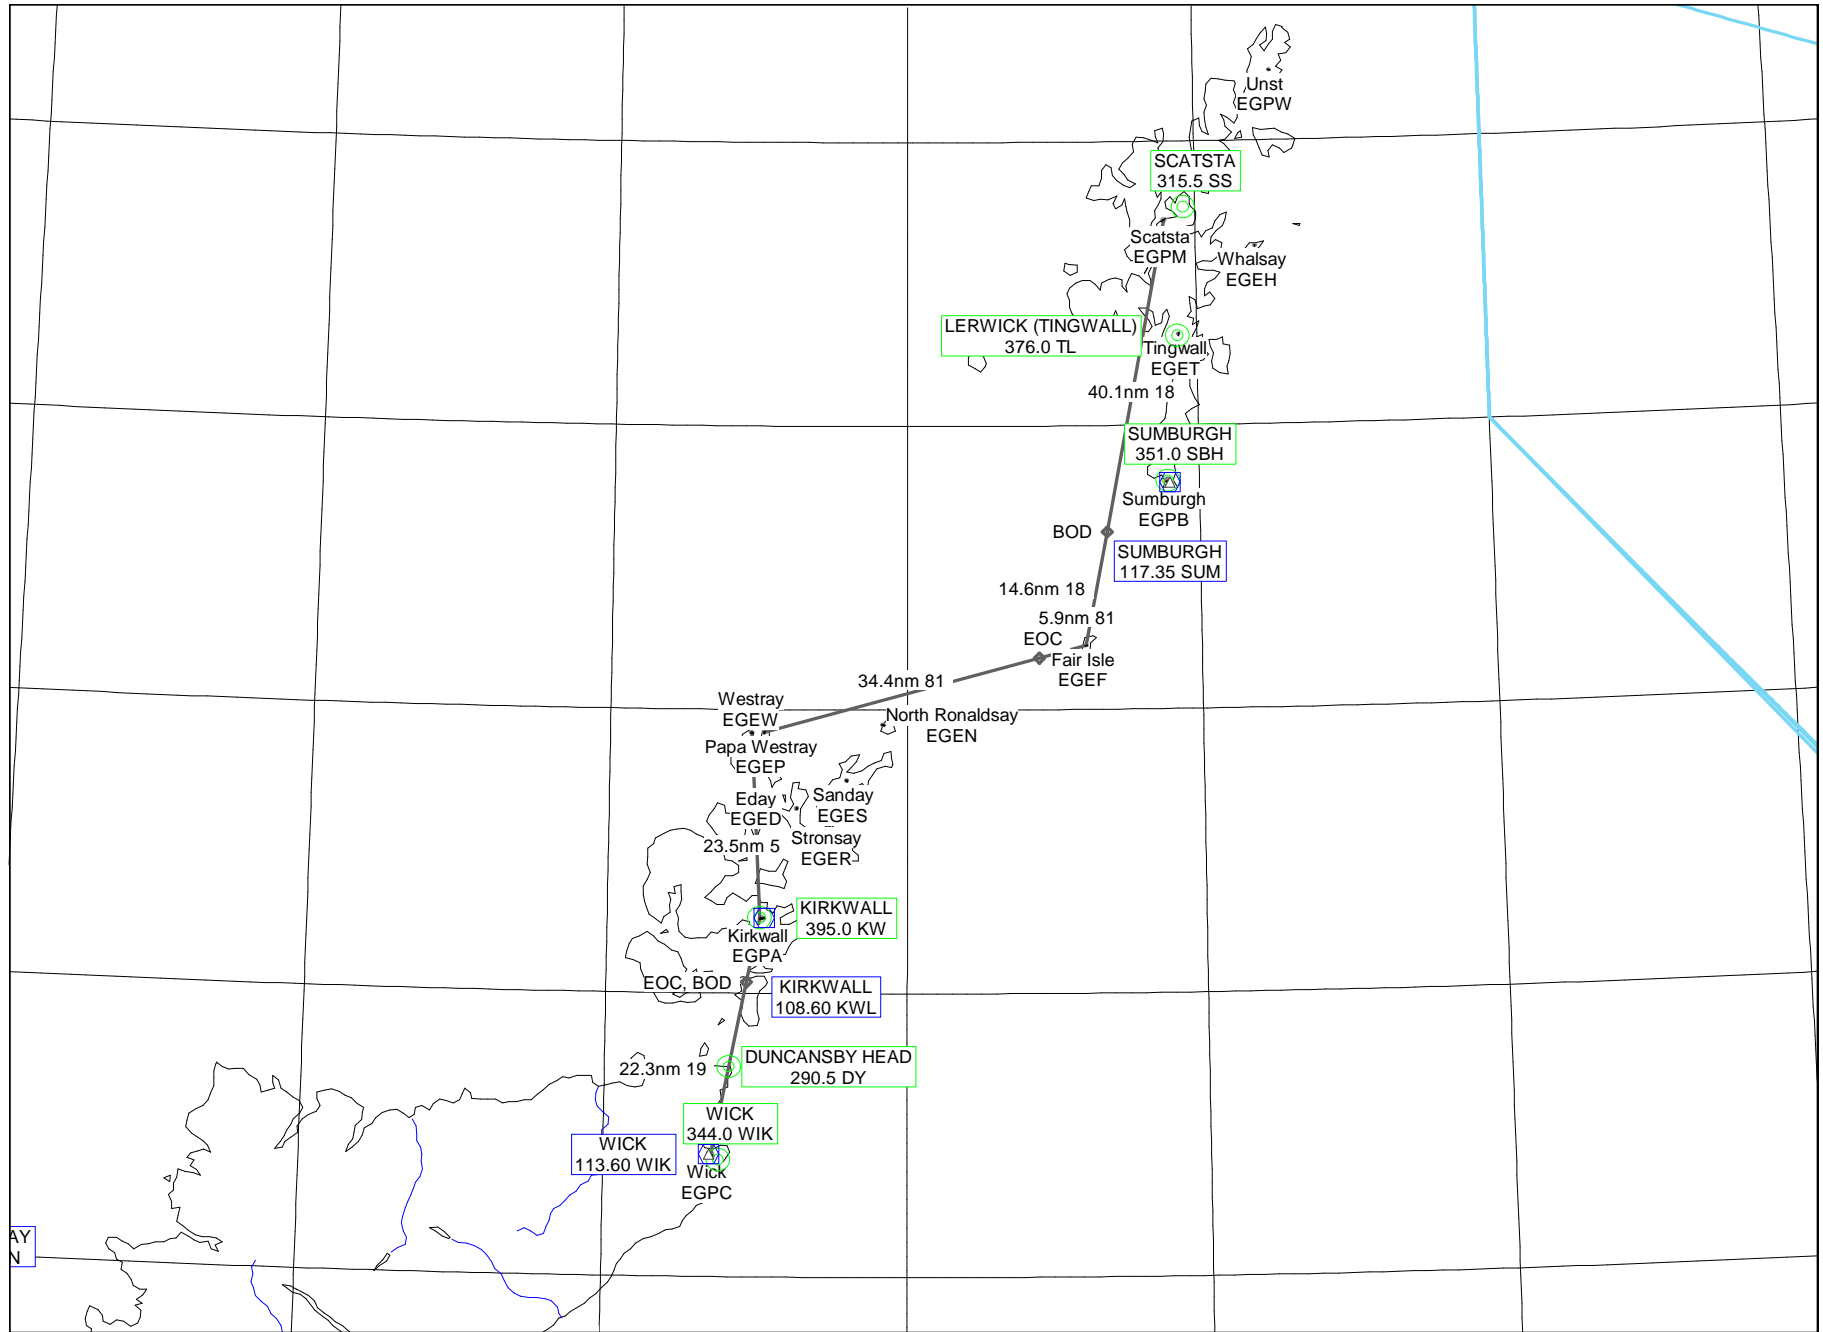 Unst
EGPW
SCATSTA
315.5 SS
Scatsta
EGPM
Whalsay
EGEH
LERWICK (TINGWALL)
376.0 TL
Tingwall
EGET
40.1nm 18
SUMBURGH
351.0 SBH
Sumburgh
EGPB
BOD
SUMBURGH
117.35 SUM
14.6nm 18
5.9nm 81
EOC
Fair Isle
EGEF
34.4nm 81
Westray
EGEW
North Ronaldsay
EGEN
Papa Westray
EGEP
Eday
EGED
Sanday
EGES
Stronsay
EGER
23.5nm 5
KIRKWALL
395.0 KW
Kirkwall
EGPA
EOC, BOD
KIRKWALL
108.60 KWL
22.3nm 19
DUNCANSBY HEAD
290.5 DY
WICK
344.0 WIK
WICK
113.60 WIK
Wick
EGPC
AY
N